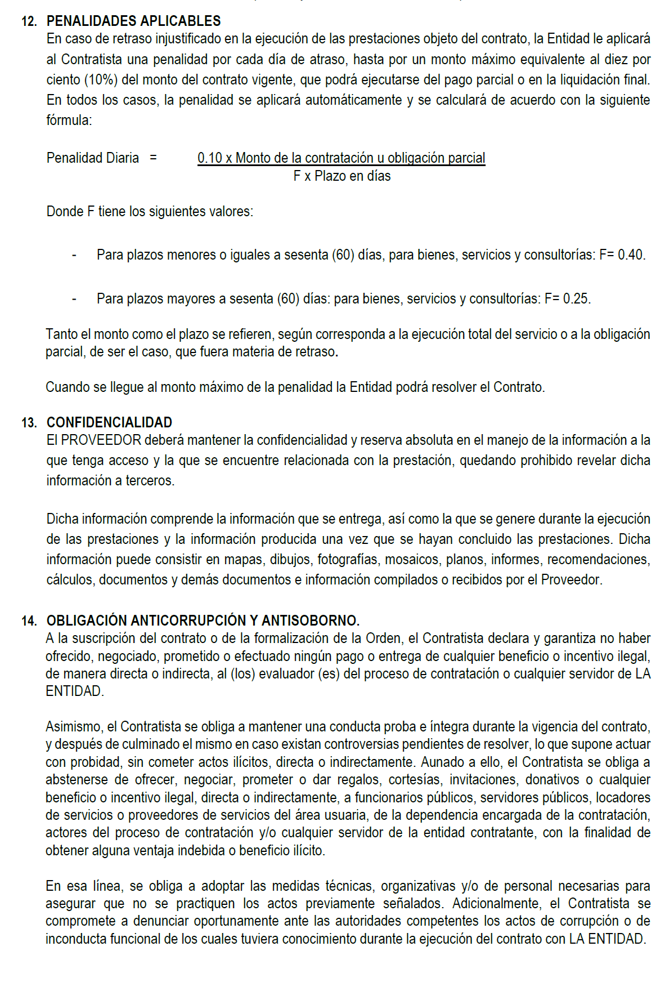 12. PENALIDADES APLICABLES
En caso de retraso injustificado en la ejecución de las prestaciones objeto del contrato, la Entidad le aplicará
al Contratista una penalidad por cada día de atraso, hasta por un monto máximo equivalente al diez por
ciento (10%) del monto del contrato vigente, que podrá ejecutarse del pago parcial o en la liquidación final.
En todos los casos, la penalidad se aplicará automáticamente y se calculará de acuerdo con la siguiente
fórmula:
Penalidad Diaria = 0.10 x Monto de la contratación u obligación parcial
F x Plazo en días
Donde F tiene los siguientes valores:
- Para plazos menores o iguales a sesenta (60) días, para bienes, servicios y consultorías: F= 0.40.
- Para plazos mayores a sesenta (60) días: para bienes, servicios y consultorías: F= 0.25.
Tanto el monto como el plazo se refieren, según corresponda a la ejecución total del servicio o a la obligación
parcial, de ser el caso, que fuera materia de retraso.
Cuando se llegue al monto máximo de la penalidad la Entidad podrá resolver el Contrato.
13. CONFIDENCIALIDAD
El PROVEEDOR deberá mantener la confidencialidad y reserva absoluta en el manejo de la información a la
que tenga acceso y la que se encuentre relacionada con la prestación, quedando prohibido revelar dicha
información a terceros.
Dicha información comprende la información que se entrega, así como la que se genere durante la ejecución
de las prestaciones y la información producida una vez que se hayan concluido las prestaciones. Dicha
información puede consistir en mapas, dibujos, fotografías, mosaicos, planos, informes, recomendaciones,
cálculos, documentos y demás documentos e información compilados o recibidos por el Proveedor.
14. OBLIGACIÓN ANTICORRUPCIÓN Y ANTISOBORNO.
A la suscripción del contrato o de la formalización de la Orden, el Contratista declara y garantiza no haber
ofrecido, negociado, prometido o efectuado ningún pago o entrega de cualquier beneficio o incentivo ilegal,
de manera directa o indirecta, al (los) evaluador (es) del proceso de contratación o cualquier servidor de LA
ENTIDAD.
Asimismo, el Contratista se obliga a mantener una conducta proba e íntegra durante la vigencia del contrato,
y después de culminado el mismo en caso existan controversias pendientes de resolver, lo que supone actuar
con probidad, sin cometer actos ilícitos, directa o indirectamente. Aunado a ello, el Contratista se obliga a
abstenerse de ofrecer, negociar, prometer o dar regalos, cortesías, invitaciones, donativos o cualquier
beneficio o incentivo ilegal, directa o indirectamente, a funcionarios públicos, servidores públicos, locadores
de servicios o proveedores de servicios del área usuaria, de la dependencia encargada de la contratación,
actores del proceso de contratación y/o cualquier servidor de la entidad contratante, con la finalidad de
obtener alguna ventaja indebida o beneficio ilícito.
En esa línea, se obliga a adoptar las medidas técnicas, organizativas y/o de personal necesarias para
asegurar que no se practiquen los actos previamente señalados. Adicionalmente, el Contratista se
compromete a denunciar oportunamente ante las autoridades competentes los actos de corrupción o de
inconducta funcional de los cuales tuviera conocimiento durante la ejecución del contrato con LA ENTIDAD.